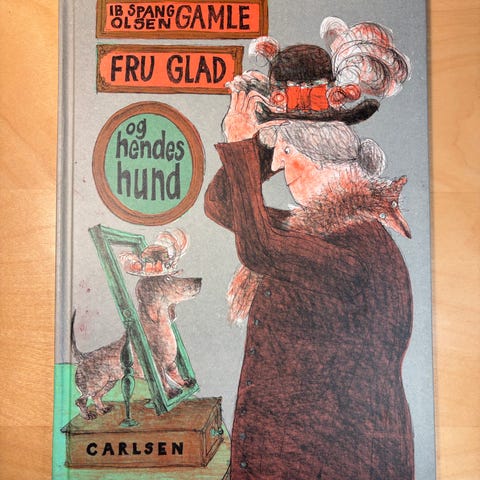 IB SPANG
OLSEN GAMLE
FRU GLAD
og
hendes
hund
CARLSEN